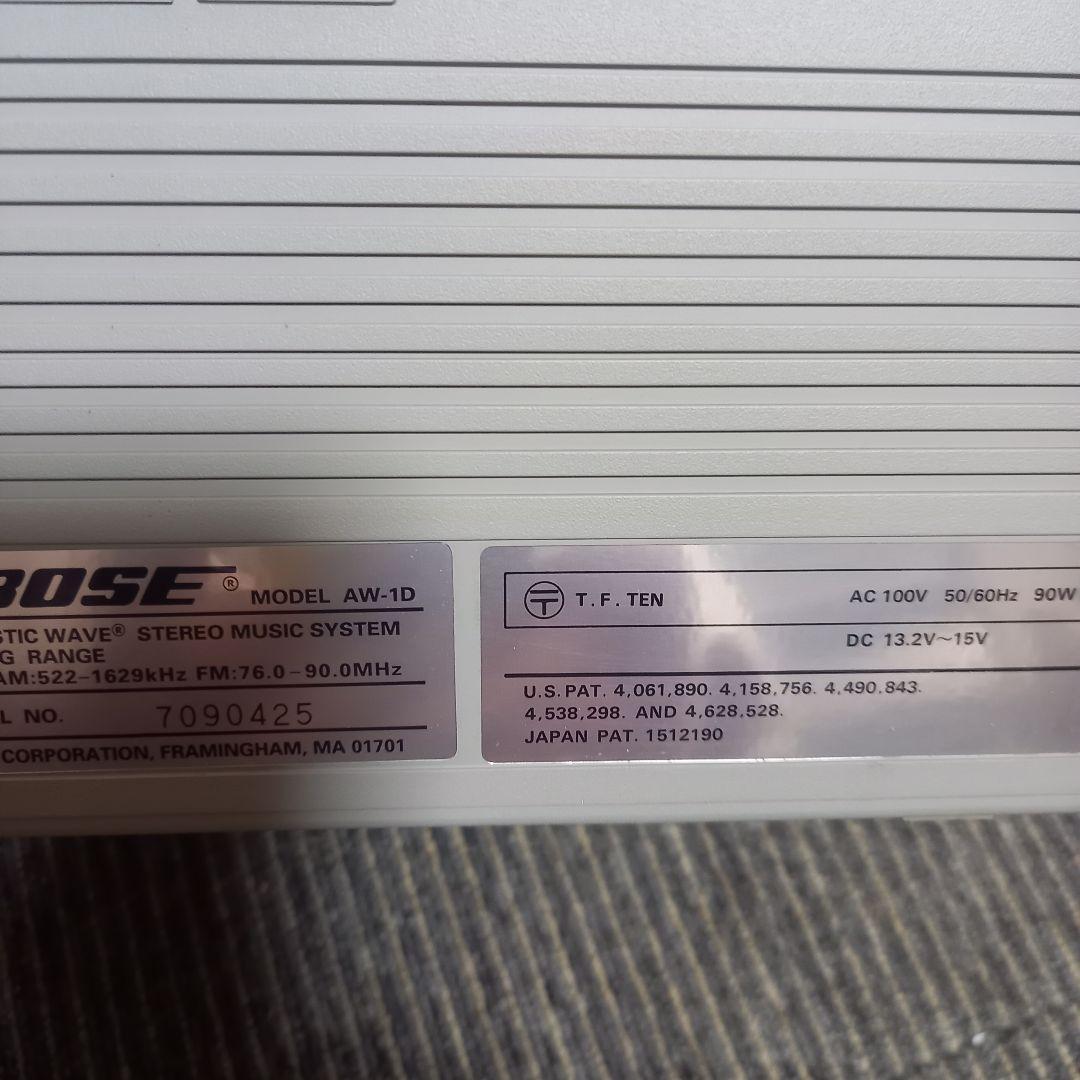 BOSE® MODEL AW-1D
STIC WAVE® STEREO MUSIC SYSTEM
G RANGE
AM:522-1629kHz FM:76.0-90.0MHz
L NO. 7090425
CORPORATION, FRAMINGHAM, MA 01701
T.F.TEN AC 100V 50/60Hz 90W
DC 13.2V~15V
U.S.PAT. 4,061,890. 4,158,756. 4,490.843.
4,538,298. AND 4,628,528.
JAPAN PAT. 1512190